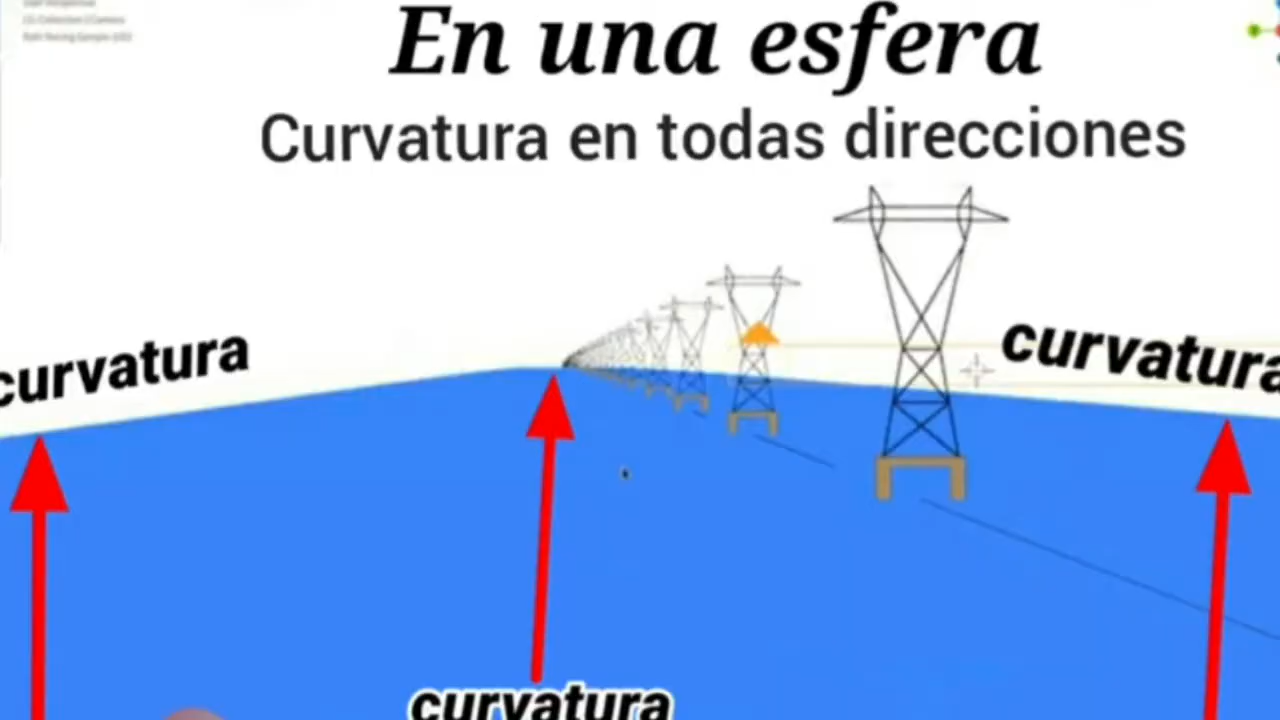 En una esfera
Curvatura en todas direcciones
curvatura
curvatura
curvatura